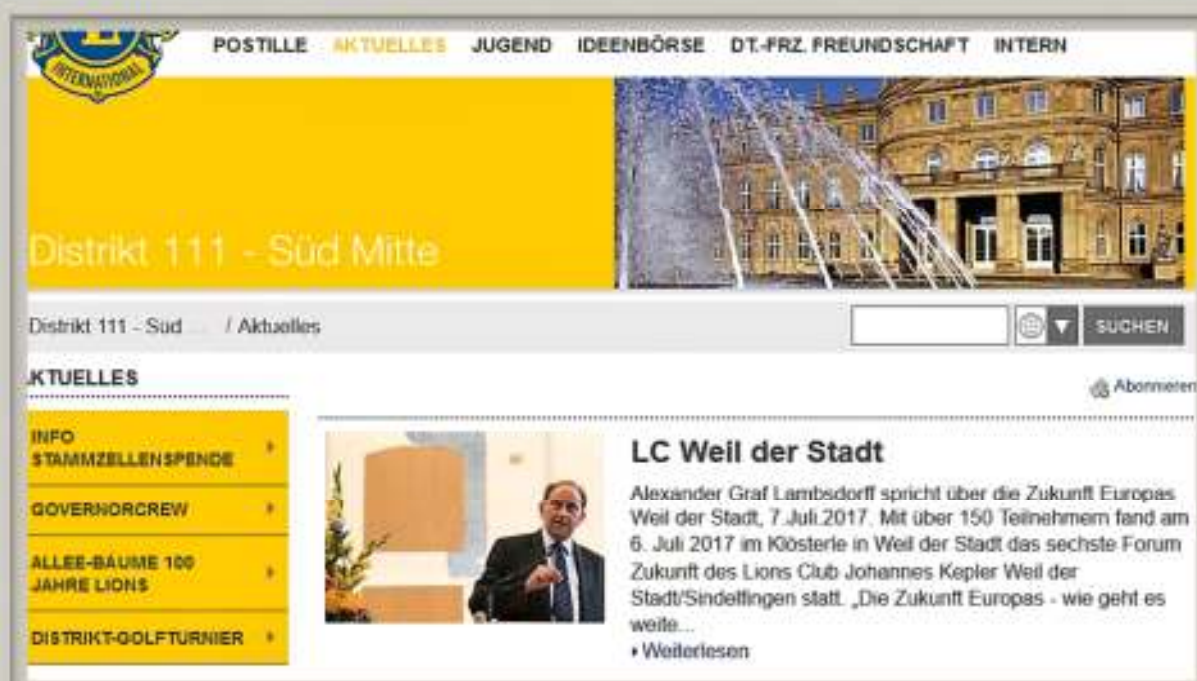 INTERNATIONAL
POSTILLE AKTUELLES JUGEND IDEENBÖRSE DT.-FRZ. FREUNDSCHAFT INTERN
Distrikt 111 - Süd Mitte
Distrikt 111 - Süd ... / Aktuelles
SUCHEN
KTUELLES
Abonnieren
INFO
STAMMZELLENSPENDE
GOVERNORCREW
ALLEE-BÄUME 100
JAHRE LIONS
DISTRIKT-GOLFTURNIER
LC Weil der Stadt
Alexander Graf Lambsdorff spricht über die Zukunft Europas
Weil der Stadt, 7.Juli.2017. Mit über 150 Teilnehmern fand am
6. Juli 2017 im Klösterle in Weil der Stadt das sechste Forum
Zukunft des Lions Club Johannes Kepler Weil der
Stadt/Sindelfingen statt. „Die Zukunft Europas - wie geht es
weite...
Weiterlesen